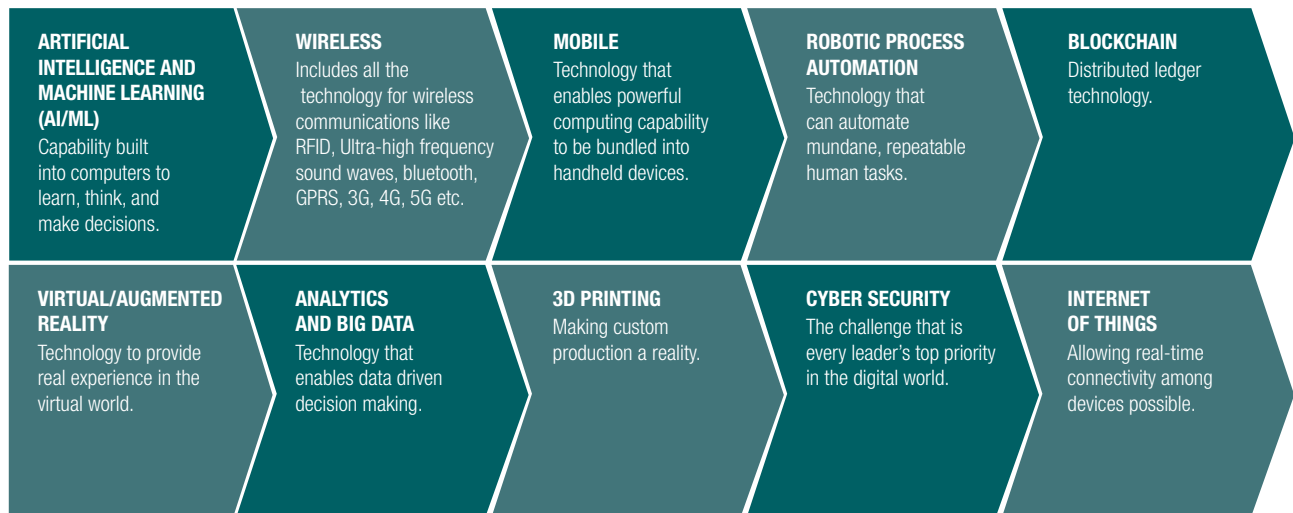 ARTIFICIAL
INTELLIGENCE AND
MACHINE LEARNING
(AI/ML)
Capability built
into computers to
learn, think, and
make decisions.
WIRELESS
Includes all the
technology for wireless
communications like
RFID, Ultra-high frequency
sound waves, bluetooth,
GPRS, 3G, 4G, 5G etc.
MOBILE
Technology that
enables powerful
computing capability
to be bundled into
handheld devices.
ROBOTIC PROCESS
AUTOMATION
Technology that
can automate
mundane, repeatable
human tasks.
BLOCKCHAIN
Distributed ledger
technology.
VIRTUAL/AUGMENTED
REALITY
Technology to provide
real experience in the
virtual world.
ANALYTICS
AND BIG DATA
Technology that
enables data driven
decision making.
3D PRINTING
Making custom
production a reality.
CYBER SECURITY
The challenge that is
every leader’s top priority
in the digital world.
INTERNET
OF THINGS
Allowing real-time
connectivity among
devices possible.